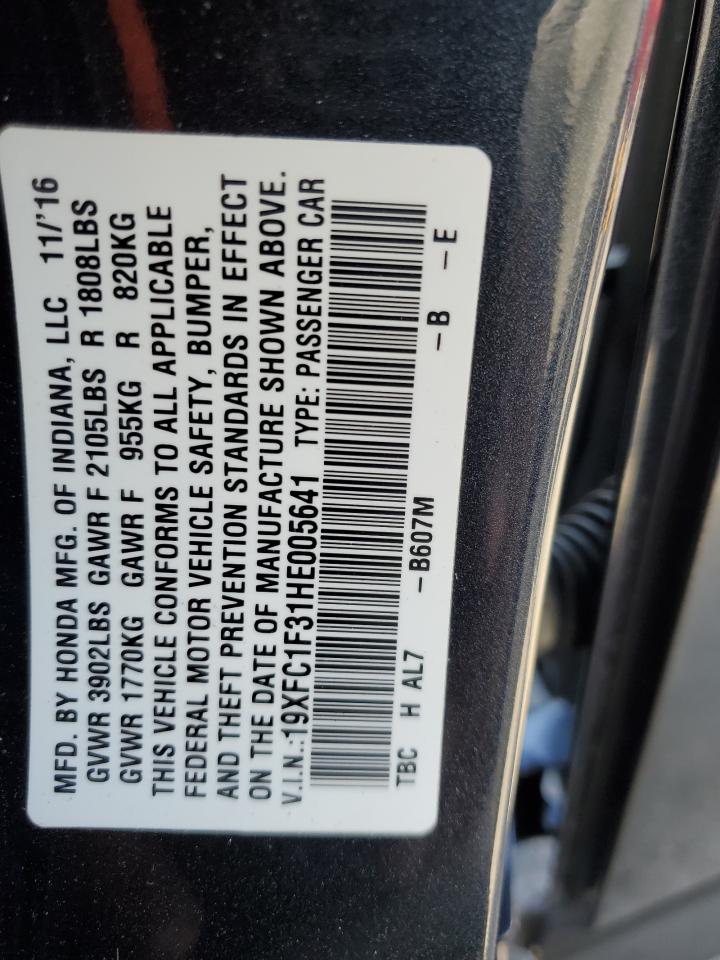 MFD. BY HONDA MFG. OF INDIANA, LLC 11/'16
GVWR 3902LBS GAWR F 2105LBS R 1808LBS
GVWR 1770KG GAWR F 955KG R 820KG
THIS VEHICLE CONFORMS TO ALL APPLICABLE
FEDERAL MOTOR VEHICLE SAFETY, BUMPER,
AND THEFT PREVENTION STANDARDS IN EFFECT
ON THE DATE OF MANUFACTURE SHOWN ABOVE.
V.I.N.:19XFC1F31HE005641 TYPE: PASSENGER CAR
TBC H AL7 -B607M -B -E